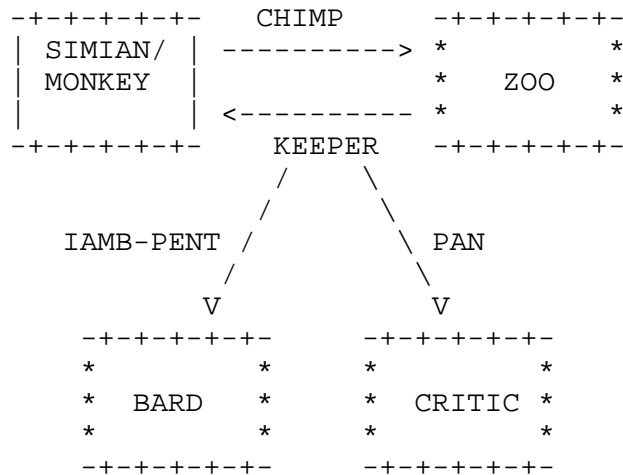 CHIMP
SIMIAN/
MONKEY
ZOO
KEEPER
IAMB-PENT
PAN
V V
BARD
CRITIC